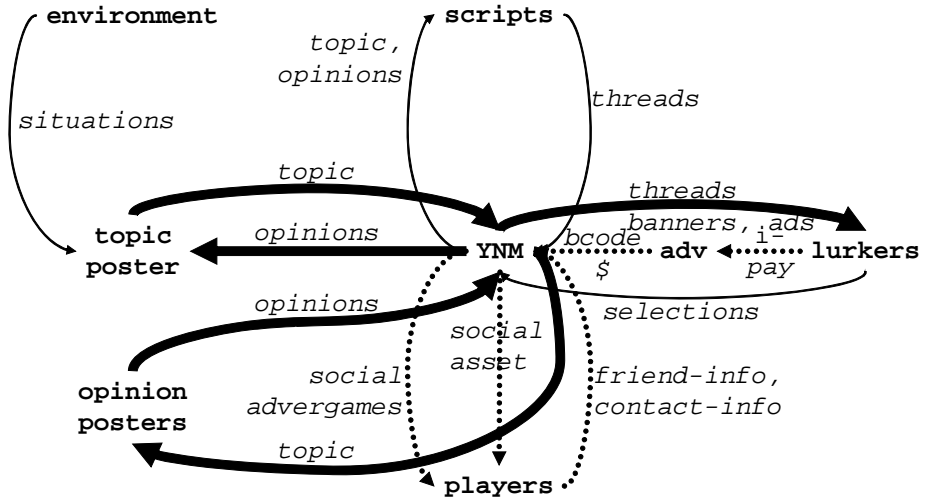 environment
scripts
topic,
opinions
threads
situations
topic
threads
banners, ads
topic
poster
opinions
YNM
bcode
$
adv
i-
pay
lurkers
opinions
selections
social
asset
opinion
posters
social
advergames
friend-info,
contact-info
topic
players